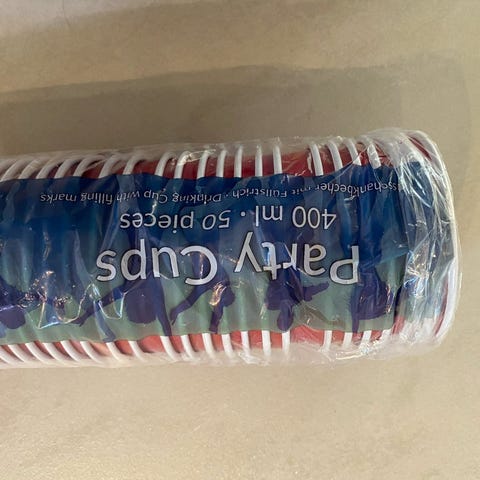 Party Cups
400 ml · 50 pieces
mit Füllstrich · Drinking Cup with filling marks